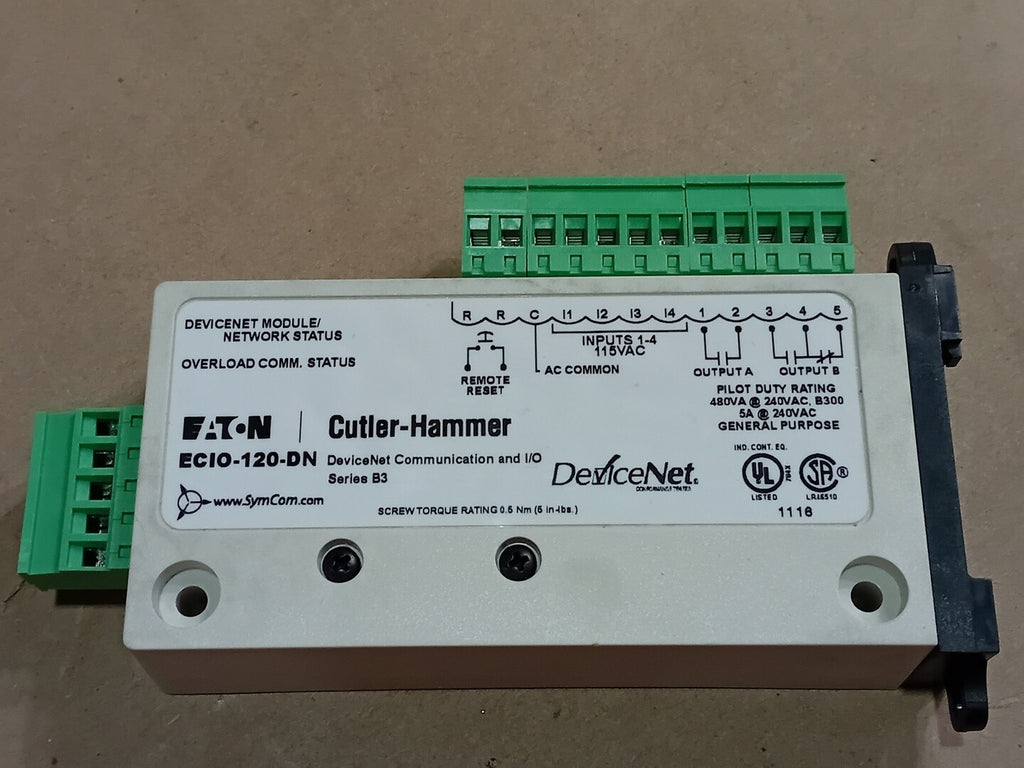 R R C I1 I2 I3 I4 1 2 3 4 5
DEVICENET MODULE/
NETWORK STATUS
INPUTS 1-4
115VAC
OVERLOAD COMM. STATUS
AC COMMON
OUTPUT A
OUTPUT B
REMOTE
RESET
PILOT DUTY RATING
480VA @ 240VAC, B300
5A @ 240VAC
GENERAL PURPOSE
EATON
Cutler-Hammer
ECIO-120-DN
DeviceNet Communication and I/O
Series B3
DeviceNet
IND. CONT. EQ.
UL
LISTED
SA ®
www.SymCom.com
SCREW TORQUE RATING 0.5 Nm (5 in-lbs.)
1116